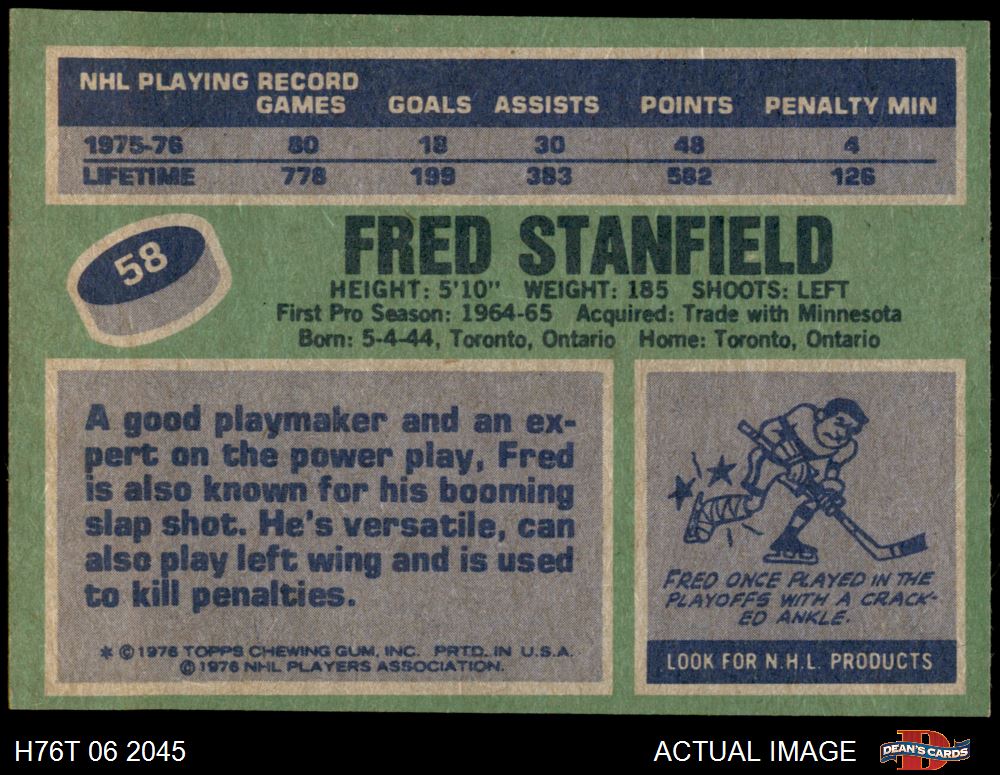 NHL PLAYING RECORD
GAMES GOALS ASSISTS POINTS PENALTY MIN
1975-76 80 18 30 48 4
LIFETIME 778 199 383 582 126
58
FRED STANFIELD
HEIGHT: 5'10" WEIGHT: 185 SHOOTS: LEFT
First Pro Season: 1964-65 Acquired: Trade with Minnesota
Born: 5-4-44, Toronto, Ontario Home: Toronto, Ontario
A good playmaker and an ex-
pert on the power play, Fred
is also known for his booming
slap shot. He's versatile, can
also play left wing and is used
to kill penalties.
* © 1976 TOPPS CHEWING GUM, INC. PRTD. IN U.S.A.
© 1976 NHL PLAYERS ASSOCIATION.
FRED ONCE PLAYED IN THE
PLAYOFFS WITH A CRACK-
ED ANKLE.
LOOK FOR N.H.L. PRODUCTS
H76T 06 2045
ACTUAL IMAGE
D
DEAN'S CARDS